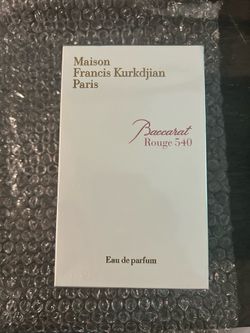 Maison
Francis Kurkdjian
Paris
Baccarat
Rouge 540
Eau de parfum